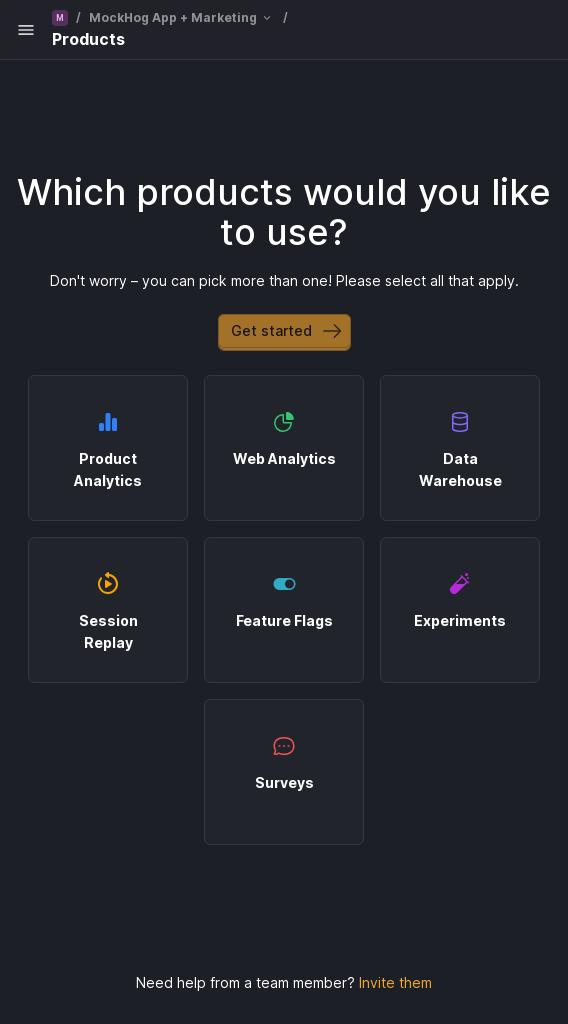 M / MockHog App + Marketing /
Products
Which products would you like
to use?
Don't worry – you can pick more than one! Please select all that apply.
Get started
Product
Analytics
Web Analytics
Data
Warehouse
Session
Replay
Feature Flags
Experiments
Surveys
Need help from a team member? Invite them